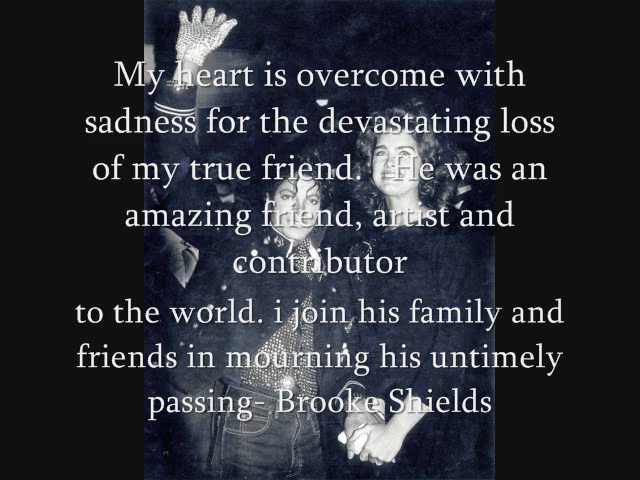 My heart is overcome with
sadness for the devastating loss
of my true friend. He was an
amazing friend, artist and
contributor
to the world. i join his family and
friends in mourning his untimely
passing- Brooke Shields